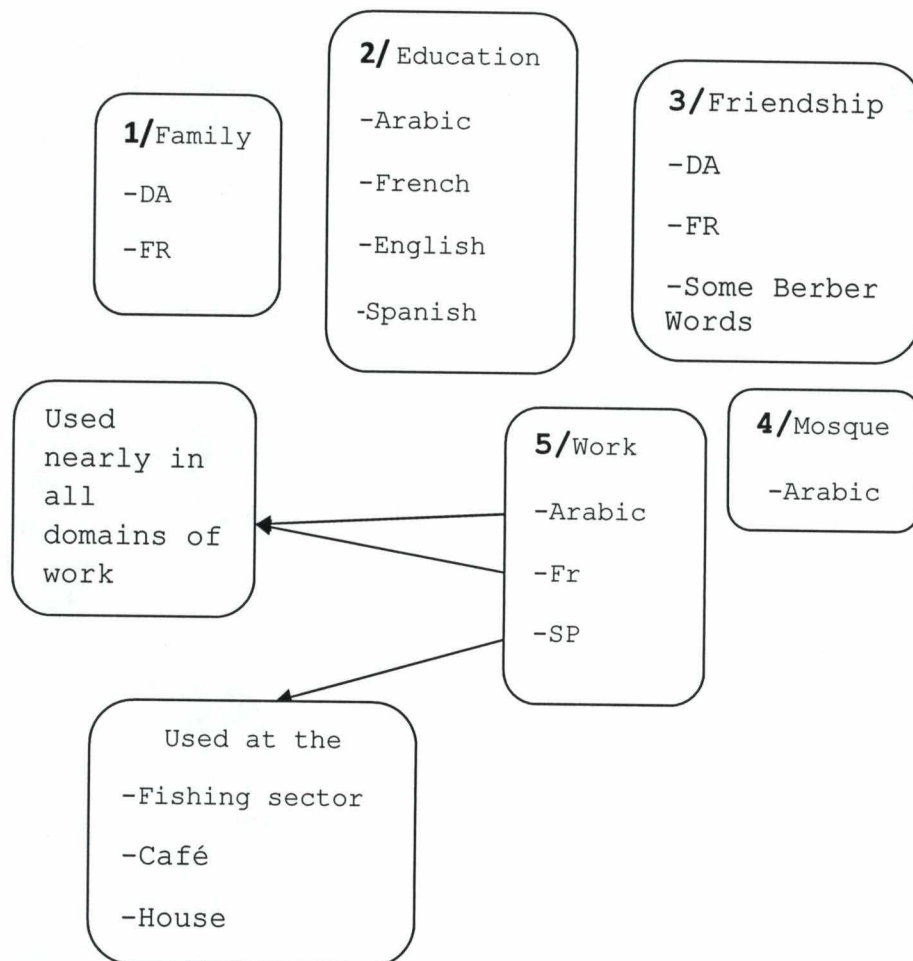 1/Family
-DA
-FR
2/Education
-Arabic
-French
-English
-Spanish
3/Friendship
-DA
-FR
-Some Berber
Words
4/Mosque
-Arabic
5/Work
-Arabic
-Fr
-SP
Used
nearly in
all
domains of
work
Used at the
-Fishing sector
-Café
-House